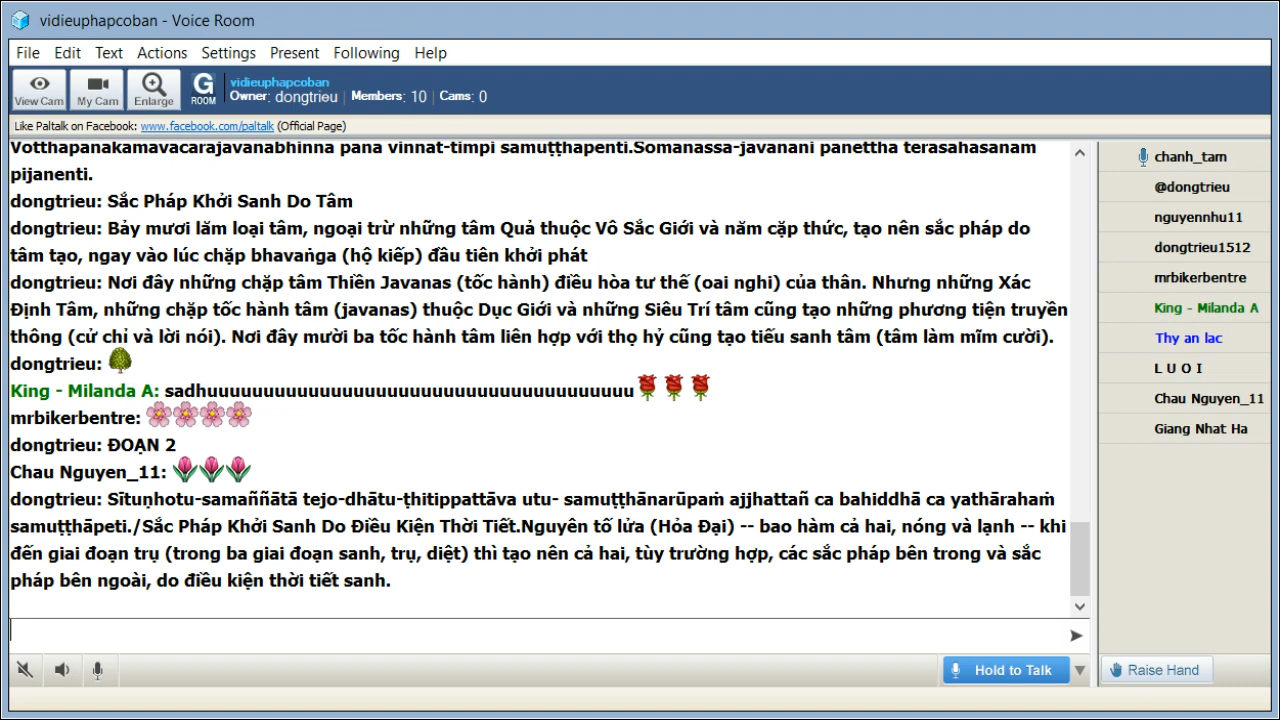 vidieuphapcoban - Voice Room
File Edit Text Actions Settings Present Following Help
View Cam My Cam Enlarge G ROOM
vidieuphapcoban
Owner: dongtrieu | Members: 10 | Cams: 0
Like Paltalk on Facebook: www.facebook.com/paltalk (Official Page)
Votthapanakāmāvacarajavanābhiññā pana viññat-timpi samuṭṭhāpenti.Somanassa-javanāni panettha terasahasanam
pijanenti.
dongtrieu: Sắc Pháp Khởi Sanh Do Tâm
dongtrieu: Bảy mươi lăm loại tâm, ngoại trừ những tâm Quả thuộc Vô Sắc Giới và năm cặp thức, tạo nên sắc pháp do
tâm tạo, ngay vào lúc chặp bhavaṅga (hộ kiếp) đầu tiên khởi phát
dongtrieu: Nơi đây những chặp tâm Thiền Javanas (tốc hành) điều hòa tư thế (oai nghi) của thân. Nhưng những Xác
Định Tâm, những chặp tốc hành tâm (javanas) thuộc Dục Giới và những Siêu Trí tâm cũng tạo những phương tiện truyền
thông (cử chỉ và lời nói). Nơi đây mười ba tốc hành tâm liên hợp với thọ hỷ cũng tạo tiếu sanh tâm (tâm làm mĩm cười).
dongtrieu:
King - Milanda A: sadhuuuuuuuuuuuuuuuuuuuuuuuuuuuuuuuuuuuuuu
mrbikerbentre:
dongtrieu: ĐOẠN 2
Chau Nguyen_11:
dongtrieu: Sītuṇhotu-samaññātā tejo-dhātu-ṭhitippattāva utu- samuṭṭhānarūpaṁ ajjhattañ ca bahiddhā ca yathārahaṁ
samuṭṭhāpeti./Sắc Pháp Khởi Sanh Do Điều Kiện Thời Tiết.Nguyên tố lửa (Hỏa Đại) -- bao hàm cả hai, nóng và lạnh -- khi
đến giai đoạn trụ (trong ba giai đoạn sanh, trụ, diệt) thì tạo nên cả hai, tùy trường hợp, các sắc pháp bên trong và sắc
pháp bên ngoài, do điều kiện thời tiết sanh.
Hold to Talk
chanh_tam
@dongtrieu
nguyennhu11
dongtrieu1512
mrbikerbentre
King - Milanda A
Thy an lac
L U O I
Chau Nguyen_11
Giang Nhat Ha
Raise Hand